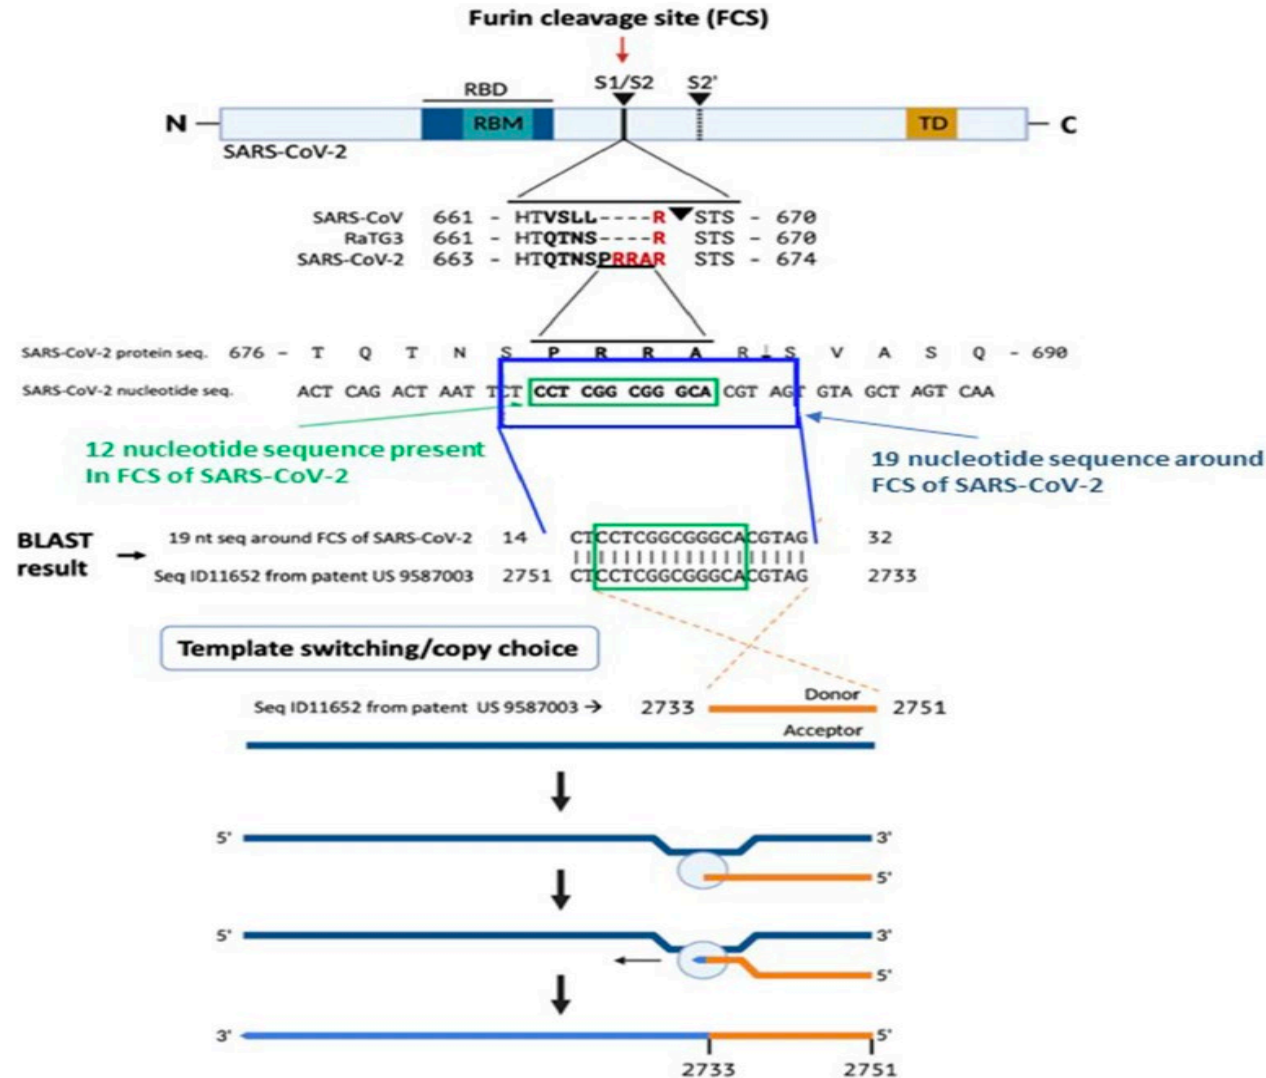 Furin cleavage site (FCS)
S1/S2 S2'
RBD
N RBM TD C
SARS-CoV-2
SARS-CoV 661 - HTVSLL----R STS - 670
RaTG3 661 - HTQTNS----R STS - 670
SARS-CoV-2 663 - HTQTNSPRRAR STS - 674
SARS-CoV-2 protein seq. 676 - T Q T N S P R R A R ⊥ S V A S Q - 690
SARS-CoV-2 nucleotide seq. ACT CAG ACT AAT TCT CCT CGG CGG GCA CGT AGT GTA GCT AGT CAA
12 nucleotide sequence present
In FCS of SARS-CoV-2
19 nucleotide sequence around
FCS of SARS-CoV-2
BLAST
result
19 nt seq around FCS of SARS-CoV-2 14 CTCCTCGGCGGGCACGTAG 32
Seq ID11652 from patent US 9587003 2751 CTCCTCGGCGGGCACGTAG 2733
Template switching/copy choice
Seq ID11652 from patent US 9587003 → 2733 Donor 2751
Acceptor
5' 3'
5'
5' 3'
5'
3' 5'
2733 2751